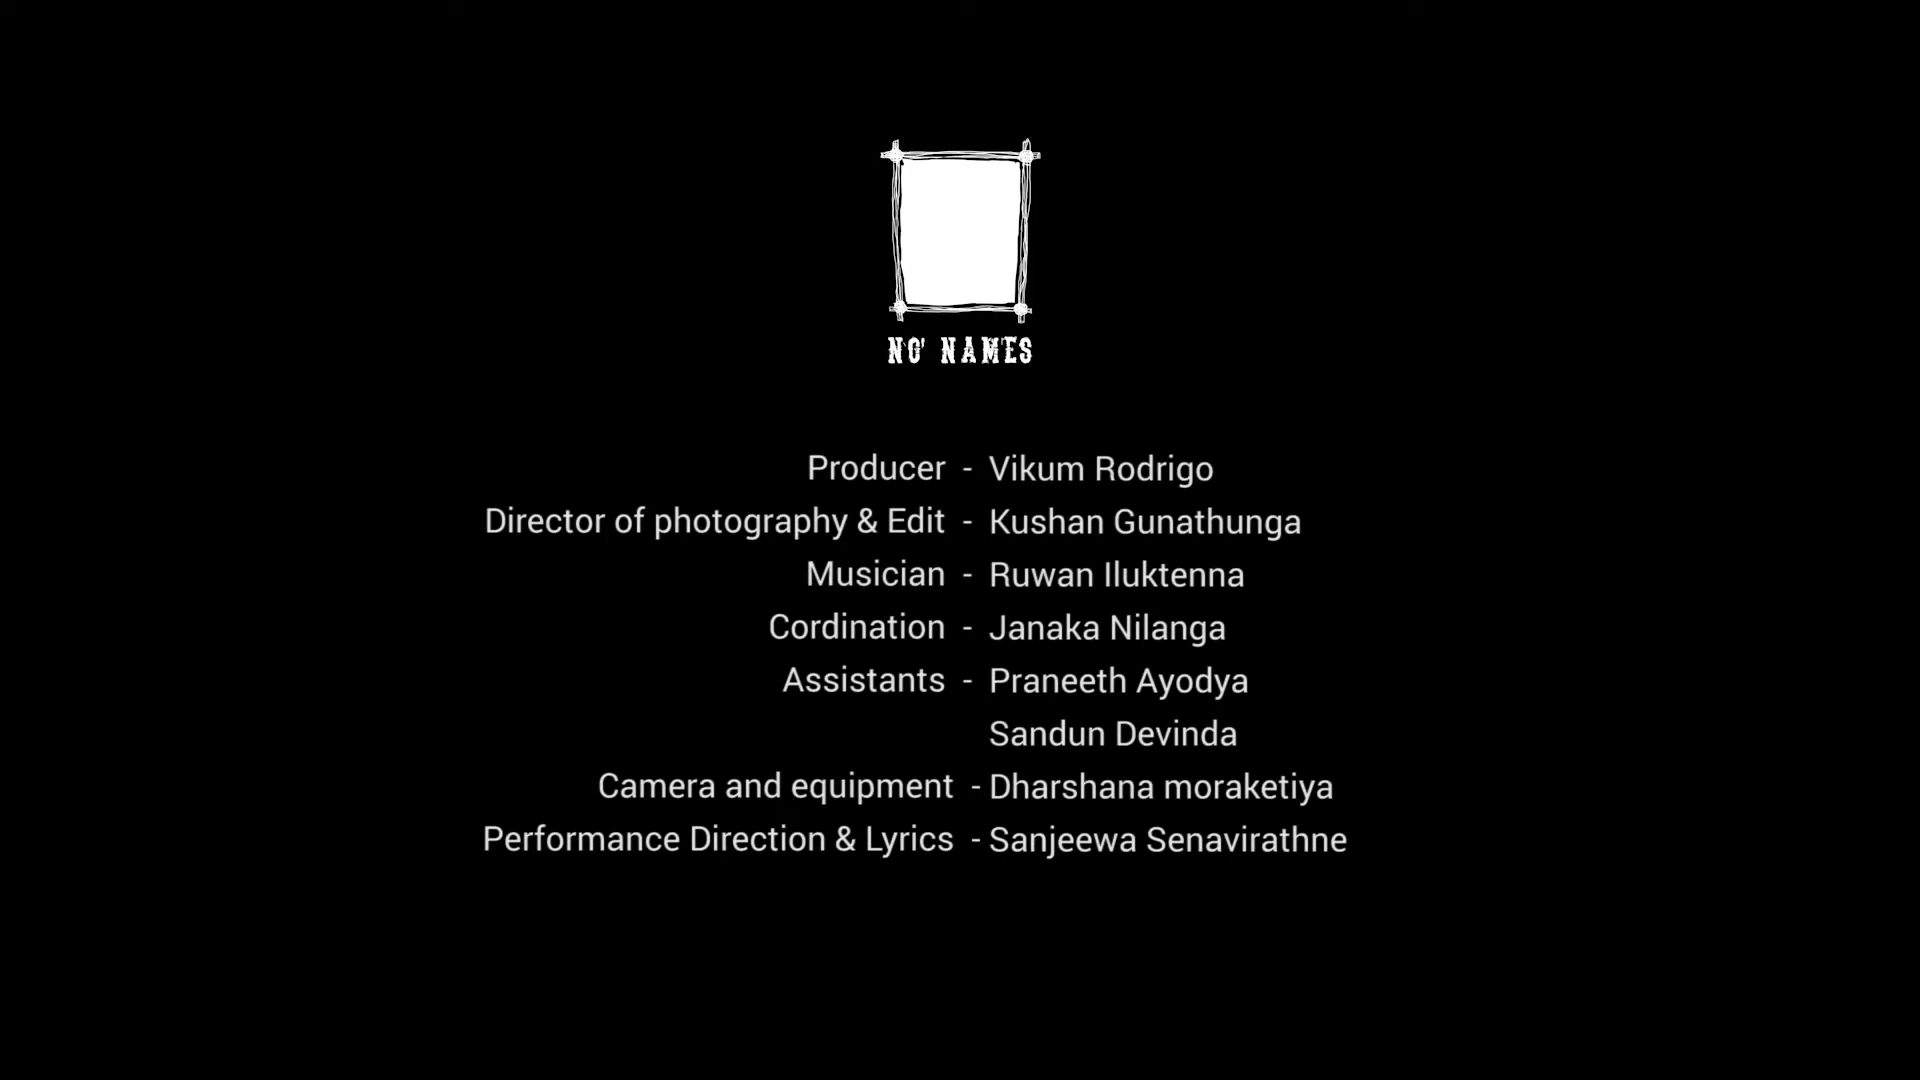 NO NAMES
Producer - Vikum Rodrigo
Director of photography & Edit - Kushan Gunathunga
Musician - Ruwan Iluktenna
Cordination - Janaka Nilanga
Assistants - Praneeth Ayodya
Sandun Devinda
Camera and equipment - Dharshana moraketiya
Performance Direction & Lyrics - Sanjeewa Senavirathne